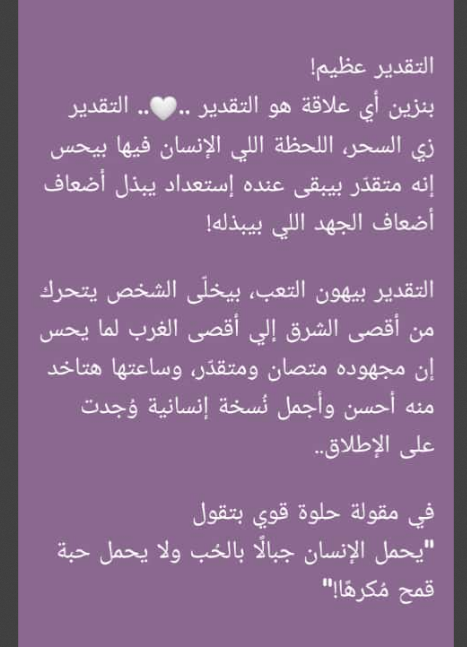 التقدير عظيم!
بنزين أي علاقة هو التقدير ..🤍.. التقدير
زي السحر، اللحظة اللي الإنسان فيها بيحس
إنه متقدّر بيبقى عنده إستعداد يبذل أضعاف
أضعاف الجهد اللي بيبذله!
التقدير بيهون التعب، بيخلّى الشخص يتحرك
من أقصى الشرق إلي أقصى الغرب لما يحس
إن مجهوده متصان ومتقدّر، وساعتها هتاخد
منه أحسن وأجمل نُسخة إنسانية وُجدت
على الإطلاق..
في مقولة حلوة قوي بتقول
"يحمل الإنسان جبالًا بالحُب ولا يحمل حبة
قمح مُكرهًا!"